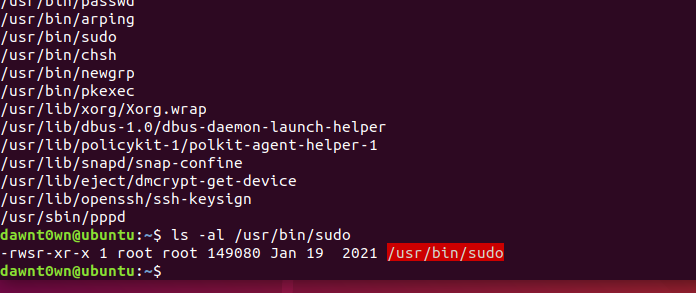 /usr/bin/passwd
/usr/bin/arping
/usr/bin/sudo
/usr/bin/chsh
/usr/bin/newgrp
/usr/bin/pkexec
/usr/lib/xorg/Xorg.wrap
/usr/lib/dbus-1.0/dbus-daemon-launch-helper
/usr/lib/policykit-1/polkit-agent-helper-1
/usr/lib/snapd/snap-confine
/usr/lib/eject/dmcrypt-get-device
/usr/lib/openssh/ssh-keysign
/usr/sbin/pppd
dawnt0wn@ubuntu:~$ ls -al /usr/bin/sudo
-rwsr-xr-x 1 root root 149080 Jan 19  2021 /usr/bin/sudo
dawnt0wn@ubuntu:~$